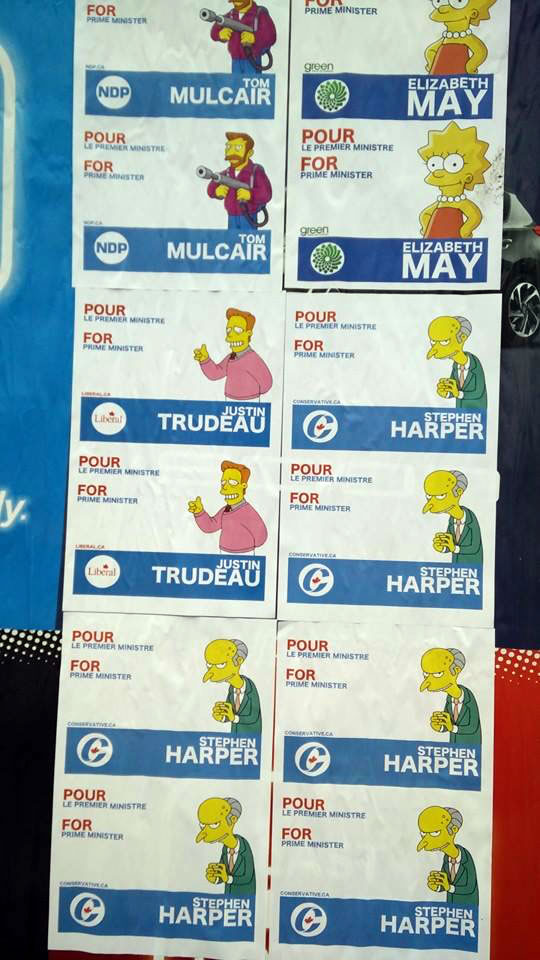 FOR
PRIME MINISTER
NDP.CA
NDP
TOM
MULCAIR
POUR
LE PREMIER MINISTRE
FOR
PRIME MINISTER
NDP.CA
NDP
TOM
MULCAIR
FOR
PRIME MINISTER
green
ELIZABETH
MAY
POUR
LE PREMIER MINISTRE
FOR
PRIME MINISTER
green
ELIZABETH
MAY
POUR
LE PREMIER MINISTRE
FOR
PRIME MINISTER
LIBERAL.CA
Liberal
JUSTIN
TRUDEAU
POUR
LE PREMIER MINISTRE
FOR
PRIME MINISTER
LIBERAL.CA
Liberal
JUSTIN
TRUDEAU
POUR
LE PREMIER MINISTRE
FOR
PRIME MINISTER
CONSERVATIVE.CA
STEPHEN
HARPER
POUR
LE PREMIER MINISTRE
FOR
PRIME MINISTER
CONSERVATIVE.CA
STEPHEN
HARPER
ly.
POUR
LE PREMIER MINISTRE
FOR
PRIME MINISTER
CONSERVATIVE.CA
STEPHEN
HARPER
POUR
LE PREMIER MINISTRE
FOR
PRIME MINISTER
CONSERVATIVE.CA
STEPHEN
HARPER
POUR
LE PREMIER MINISTRE
FOR
PRIME MINISTER
CONSERVATIVE.CA
STEPHEN
HARPER
POUR
LE PREMIER MINISTRE
FOR
PRIME MINISTER
CONSERVATIVE.CA
STEPHEN
HARPER